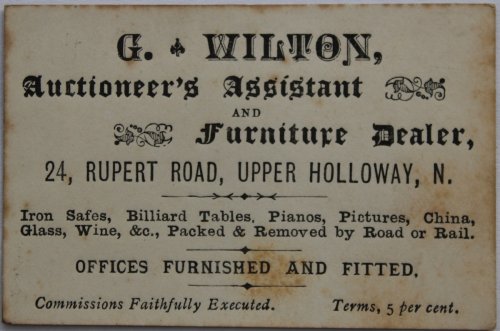 G. WILTON,
Auctioneer's Assistant
AND
Furniture Dealer,
24, RUPERT ROAD, UPPER HOLLOWAY, N.
Iron Safes, Billiard Tables, Pianos, Pictures, China,
Glass, Wine, &c., Packed & Removed by Road or Rail.
OFFICES FURNISHED AND FITTED.
Commissions Faithfully Executed. Terms, 5 per cent.